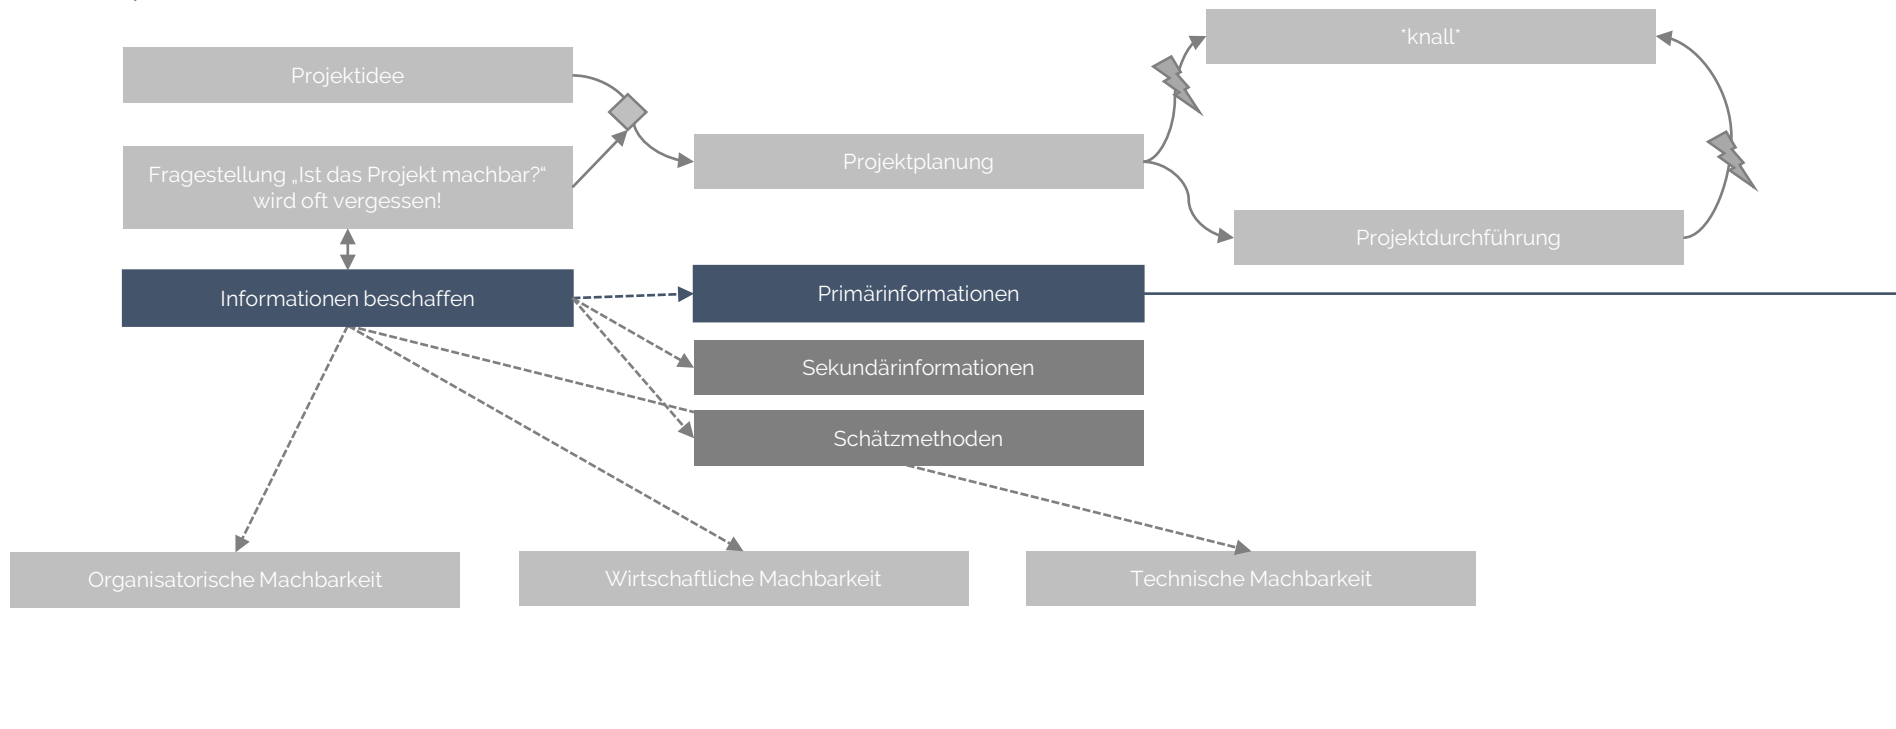 *knall*
Projektidee
Fragestellung „Ist das Projekt machbar?“
wird oft vergessen!
Projektplanung
Projektdurchführung
Informationen beschaffen
Primärinformationen
Sekundärinformationen
Schätzmethoden
Organisatorische Machbarkeit
Wirtschaftliche Machbarkeit
Technische Machbarkeit